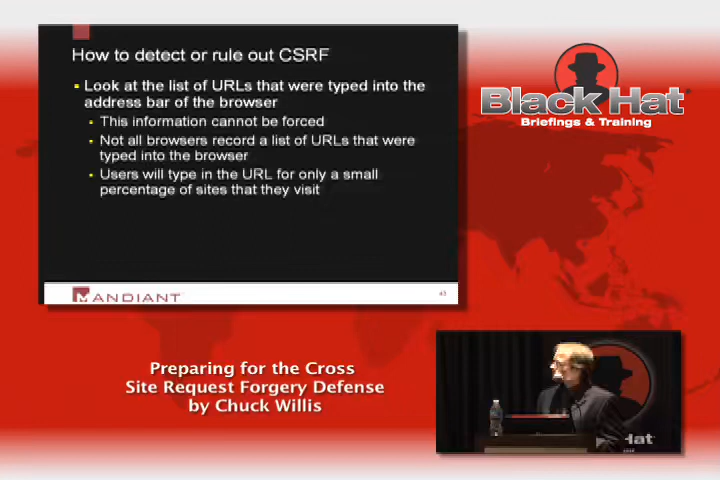 How to detect or rule out CSRF
Look at the list of URLs that were typed into the
address bar of the browser
This information cannot be forced
Not all browsers record a list of URLs that were
typed into the browser
Users will type in the URL for only a small
percentage of sites that they visit
MANDIANT
43
Black Hat
Briefings & Training
Preparing for the Cross
Site Request Forgery Defense
by Chuck Willis
Hat